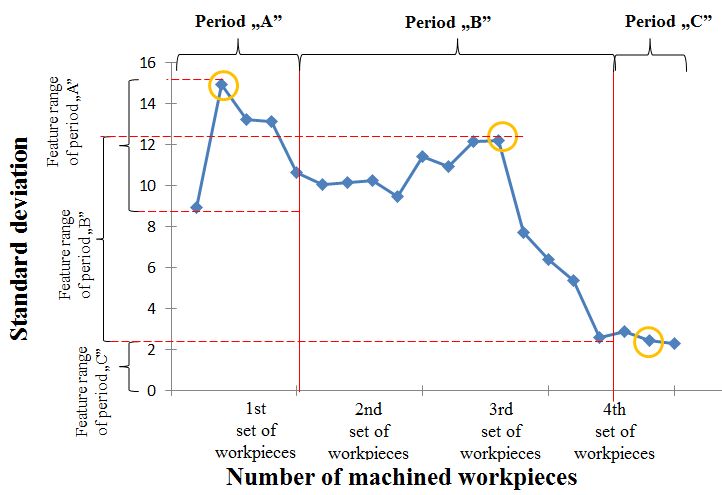 Period „A”
Period „B”
Period „C”
Standard deviation
Feature range
of period „A”
Feature range
of period „B”
Feature range
of period „C”
16
14
12
10
8
6
4
2
0
1st
set of
workpieces
2nd
set of
workpieces
3rd
set of
workpieces
4th
set of
workpieces
Number of machined workpieces